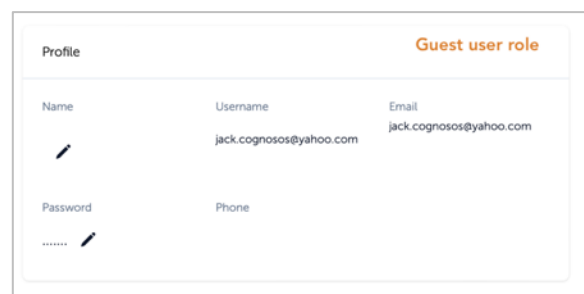 Profile
Guest user role
Name
Username
Email
jack.cognosos@yahoo.com
jack.cognosos@yahoo.com
Password
Phone
.......